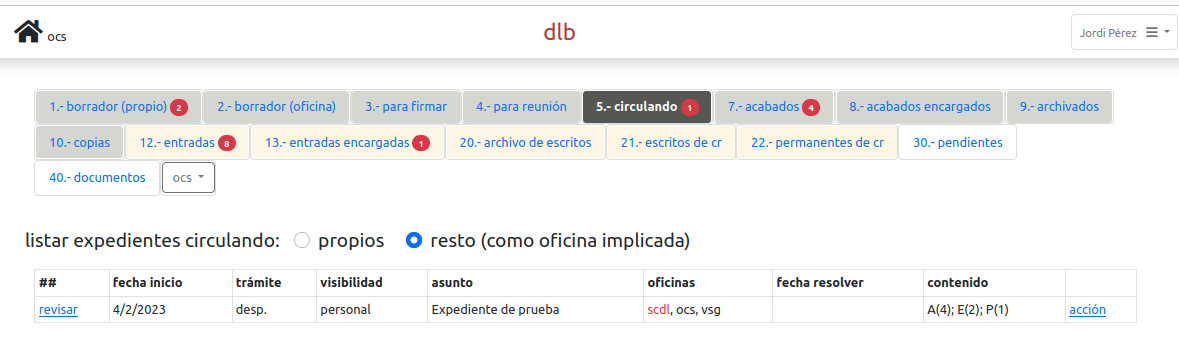 ocs dlb Jordi Pérez
1.- borrador (propio) 2 2.- borrador (oficina) 3.- para firmar 4.- para reunión 5.- circulando 1 7.- acabados 4 8.- acabados encargados 9.- archivados
10.- copias 12.- entradas 8 13.- entradas encargadas 1 20.- archivo de escritos 21.- escritos de cr 22.- permanentes de cr 30.- pendientes
40.- documentos ocs
listar expedientes circulando: propios resto (como oficina implicada)
## fecha inicio trámite visibilidad asunto oficinas fecha resolver contenido
revisar 4/2/2023 desp. personal Expediente de prueba scdl, ocs, vsg A(4); E(2); P(1) acción